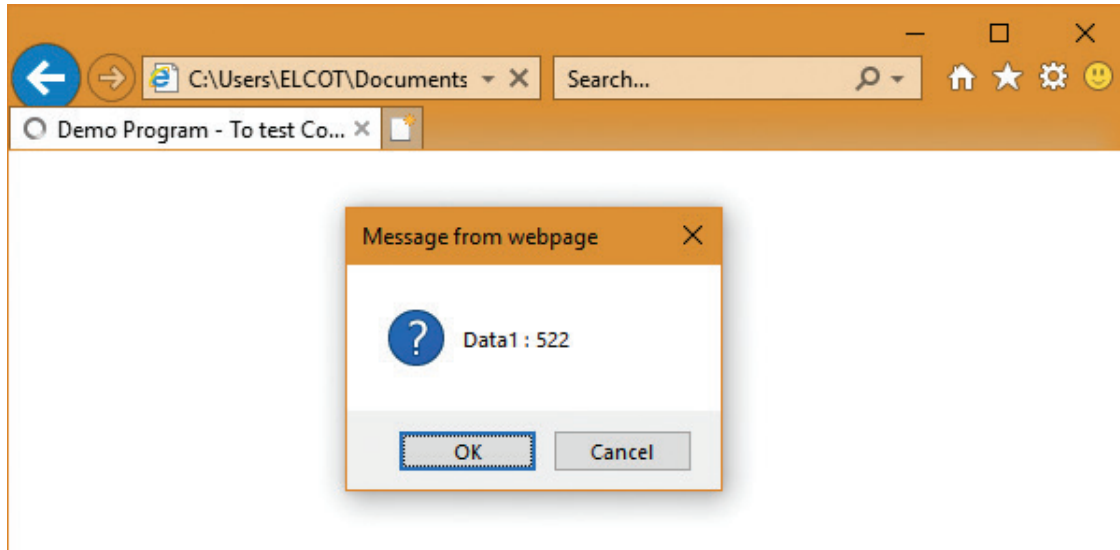 C:\Users\ELCOT\Documents
Search...
Demo Program - To test Co...
Message from webpage
?
Data1 : 522
OK
Cancel